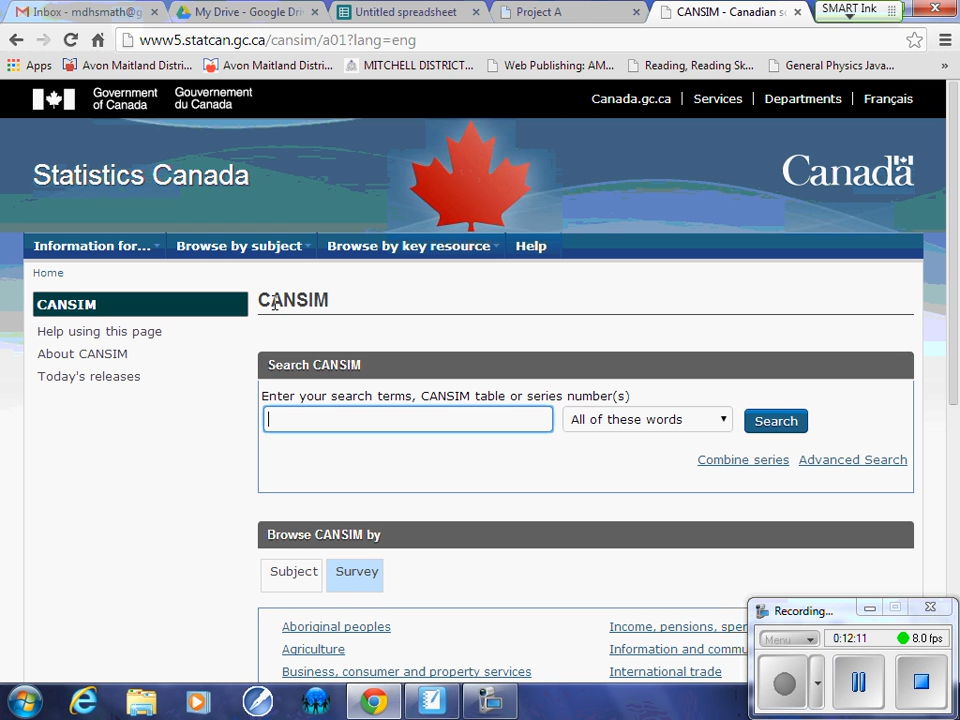 Inbox - mdhsmath@g
My Drive - Google Dri
Untitled spreadsheet
Project A
CANSIM - Canadian s
SMART Ink
www5.statcan.gc.ca/cansim/a01?lang=eng
Apps
Avon Maitland Distri...
Avon Maitland Distri...
MITCHELL DISTRICT...
Web Publishing: AM...
Reading, Reading Sk...
General Physics Java...
»
Government of Canada
Gouvernement du Canada
Canada.gc.ca | Services | Departments | Français
Statistics Canada
Canada
Information for...
Browse by subject
Browse by key resource
Help
Home
CANSIM
Help using this page
About CANSIM
Today's releases
CANSIM
Search CANSIM
Enter your search terms, CANSIM table or series number(s)
All of these words
Search
Combine series
Advanced Search
Browse CANSIM by
Subject
Survey
Aboriginal peoples
Income, pensions, spen
Agriculture
Information and commu
Business, consumer and property services
International trade
Recording...
Menu
0:12:11
8.0 fps